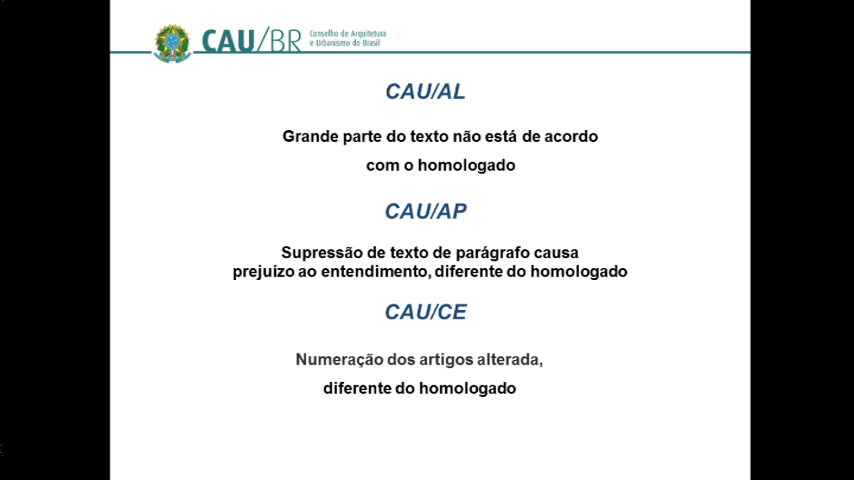 CAU/BR
Conselho de Arquitetura
e Urbanismo do Brasil
CAU/AL
Grande parte do texto não está de acordo
com o homologado
CAU/AP
Supressão de texto de parágrafo causa
prejuízo ao entendimento, diferente do homologado
CAU/CE
Numeração dos artigos alterada,
diferente do homologado